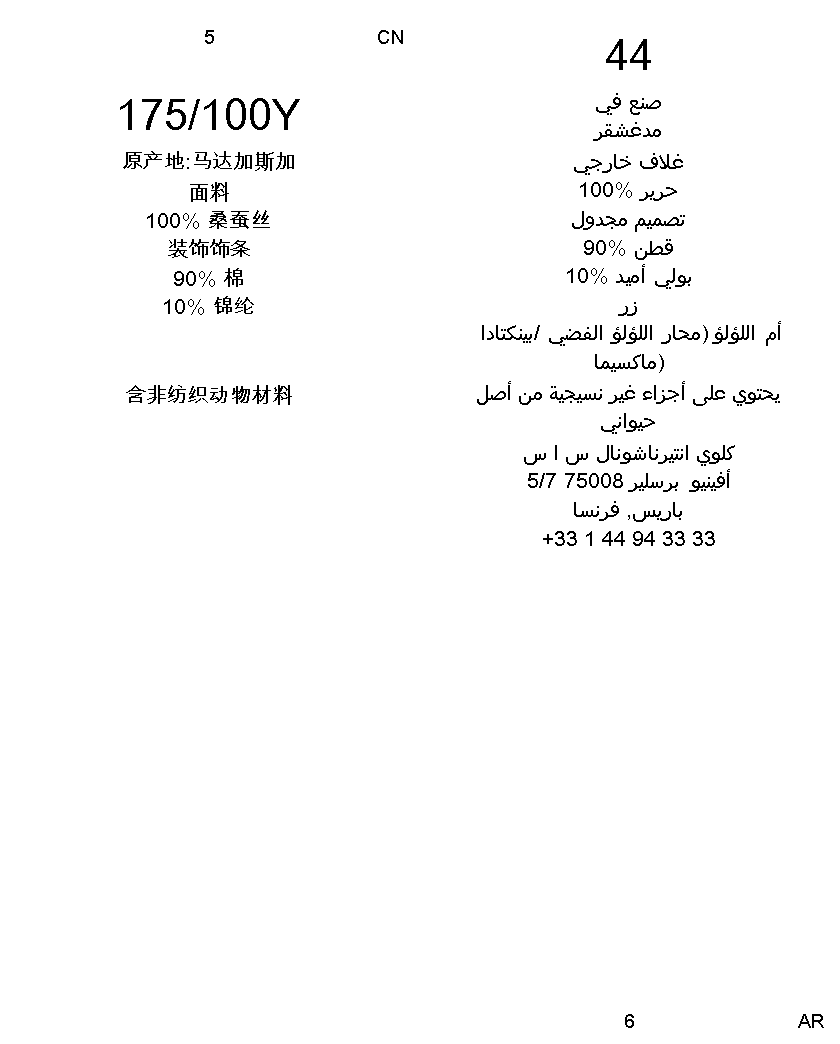 5
CN
175/100Y
原产地:马达加斯加
面料
100% 桑蚕丝
装饰饰条
90% 棉
10% 锦纶
含非纺织动物材料
44
صنع في
مدغشقر
غلاف خارجي
حرير %100
تصميم مجدول
قطن %90
بولي أميد %10
زر
أم اللؤلؤ (محار اللؤلؤ الفضي /بينكتادا
ماكسيما)
يحتوي على أجزاء غير نسيجية من أصل
حيواني
كلوي انتيرناشونال س ا س
أفينيو برسلير 75008 5/7
باريس, فرنسا
+33 1 44 94 33 33
6
AR